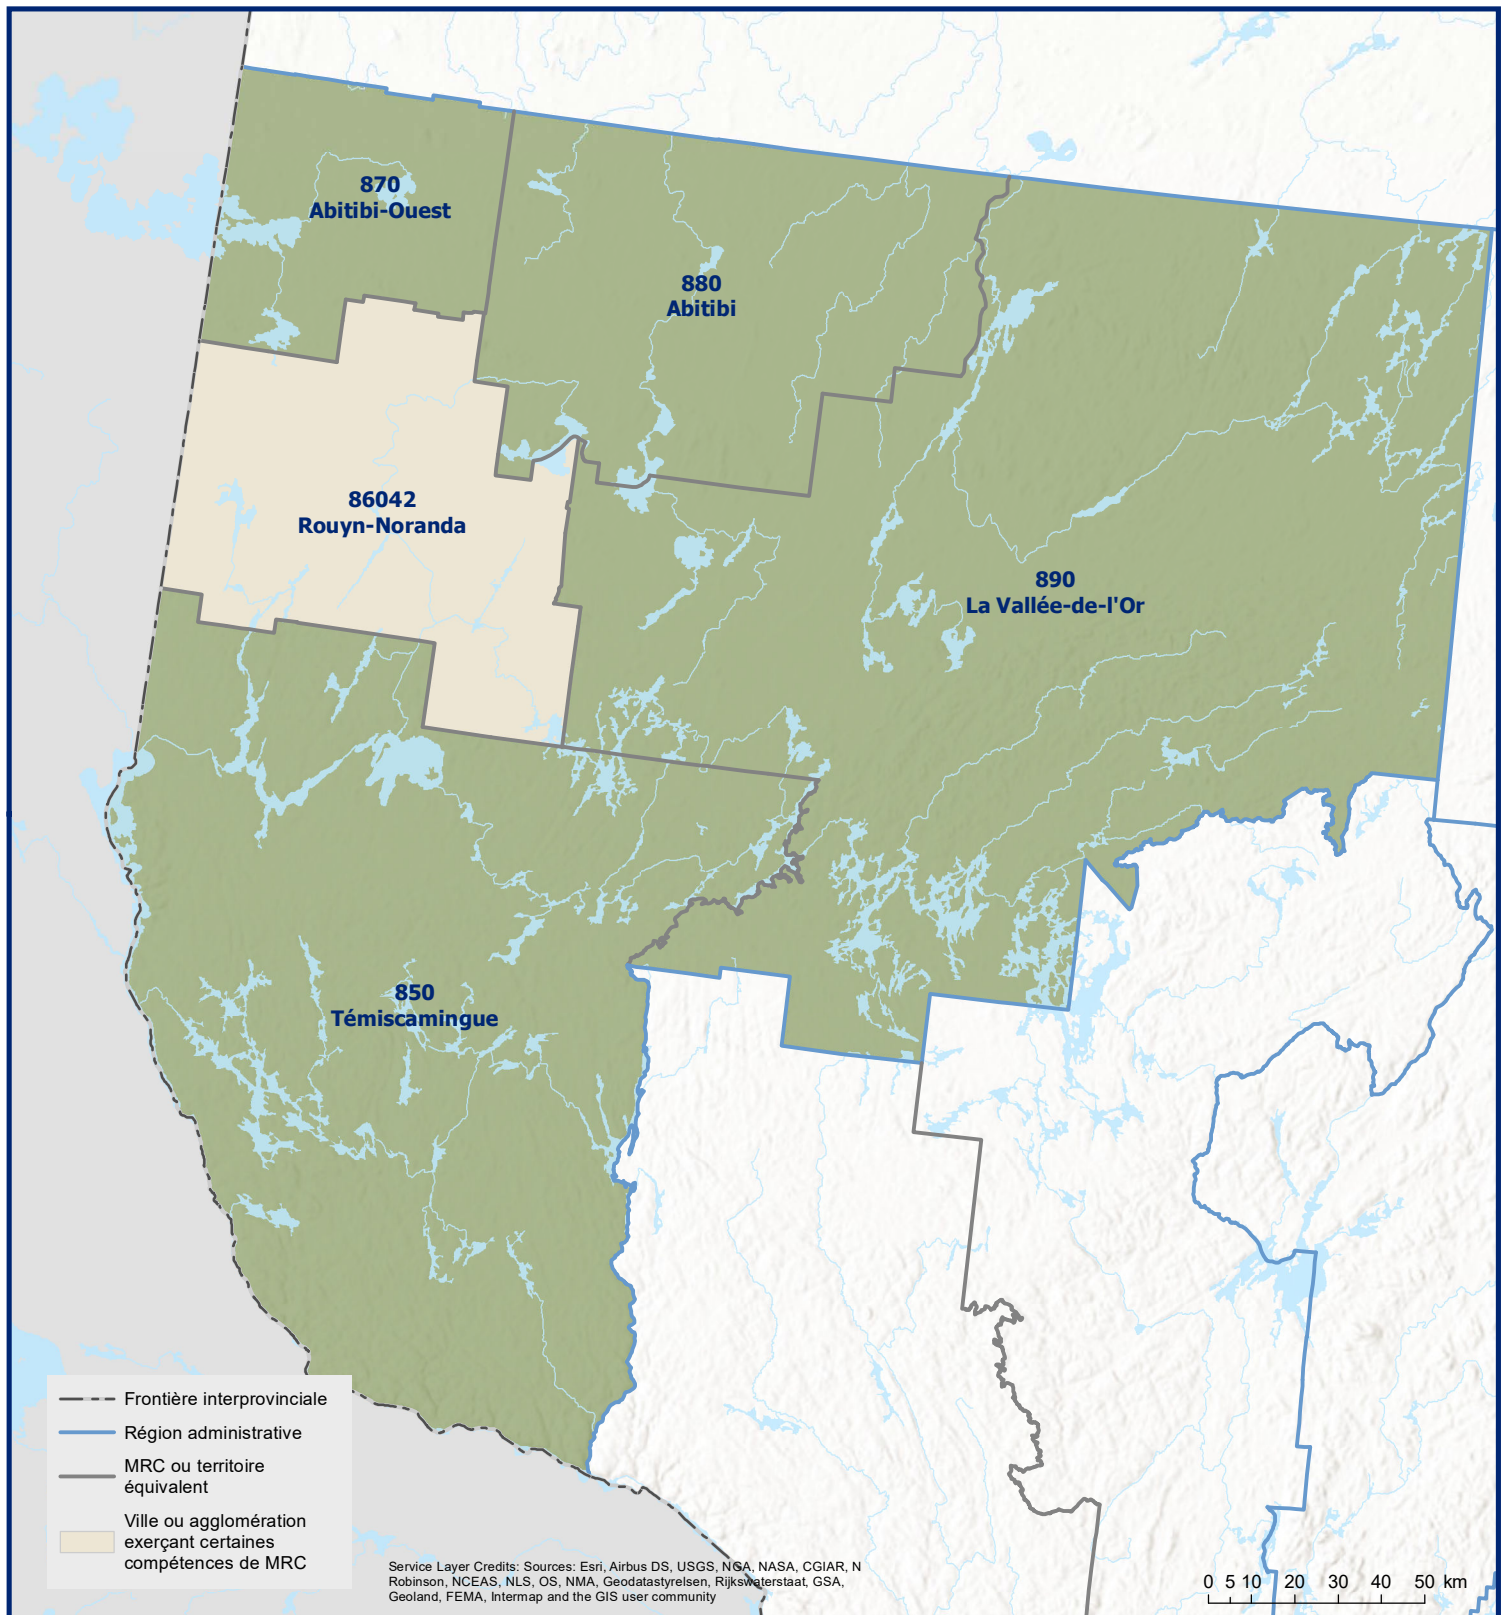 870
Abitibi-Ouest
880
Abitibi
86042
Rouyn-Noranda
890
La Vallée-de-l'Or
850
Témiscamingue
Frontière interprovinciale
Région administrative
MRC ou territoire
équivalent
Ville ou agglomération
exerçant certaines
compétences de MRC
Service Layer Credits: Sources: Esri, Airbus DS, USGS, NGA, NASA, CGIAR, N
Robinson, NCEAS, NLS, OS, NMA, Geodatastyrelsen, Rijkswaterstaat, GSA,
Geoland, FEMA, Intermap and the GIS user community
0 5 10 20 30 40 50 km